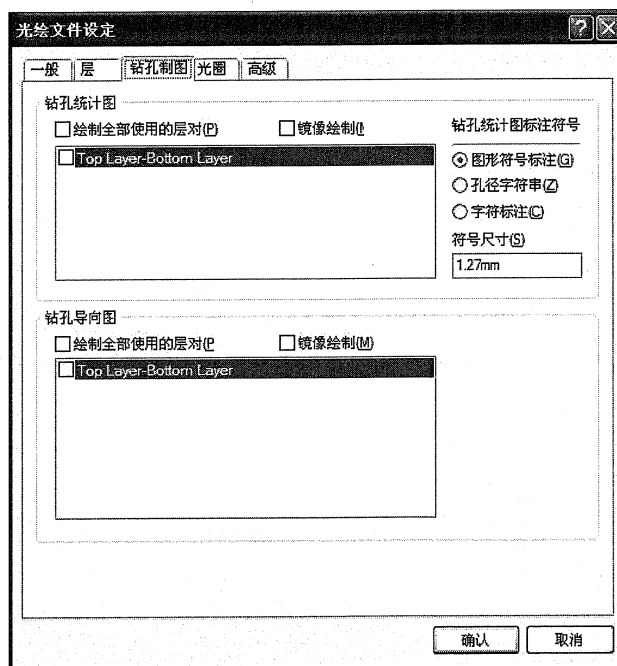 光绘文件设定
一般 层 钻孔制图 光圈 高级
钻孔统计图
绘制全部使用的层对(P) 镜像绘制(I
Top Layer-Bottom Layer
钻孔统计图标注符号
图形符号标注(G)
孔径字符串(Z)
字符标注(C)
符号尺寸(S)
1.27mm
钻孔导向图
绘制全部使用的层对(P 镜像绘制(M)
Top Layer-Bottom Layer
确认 取消